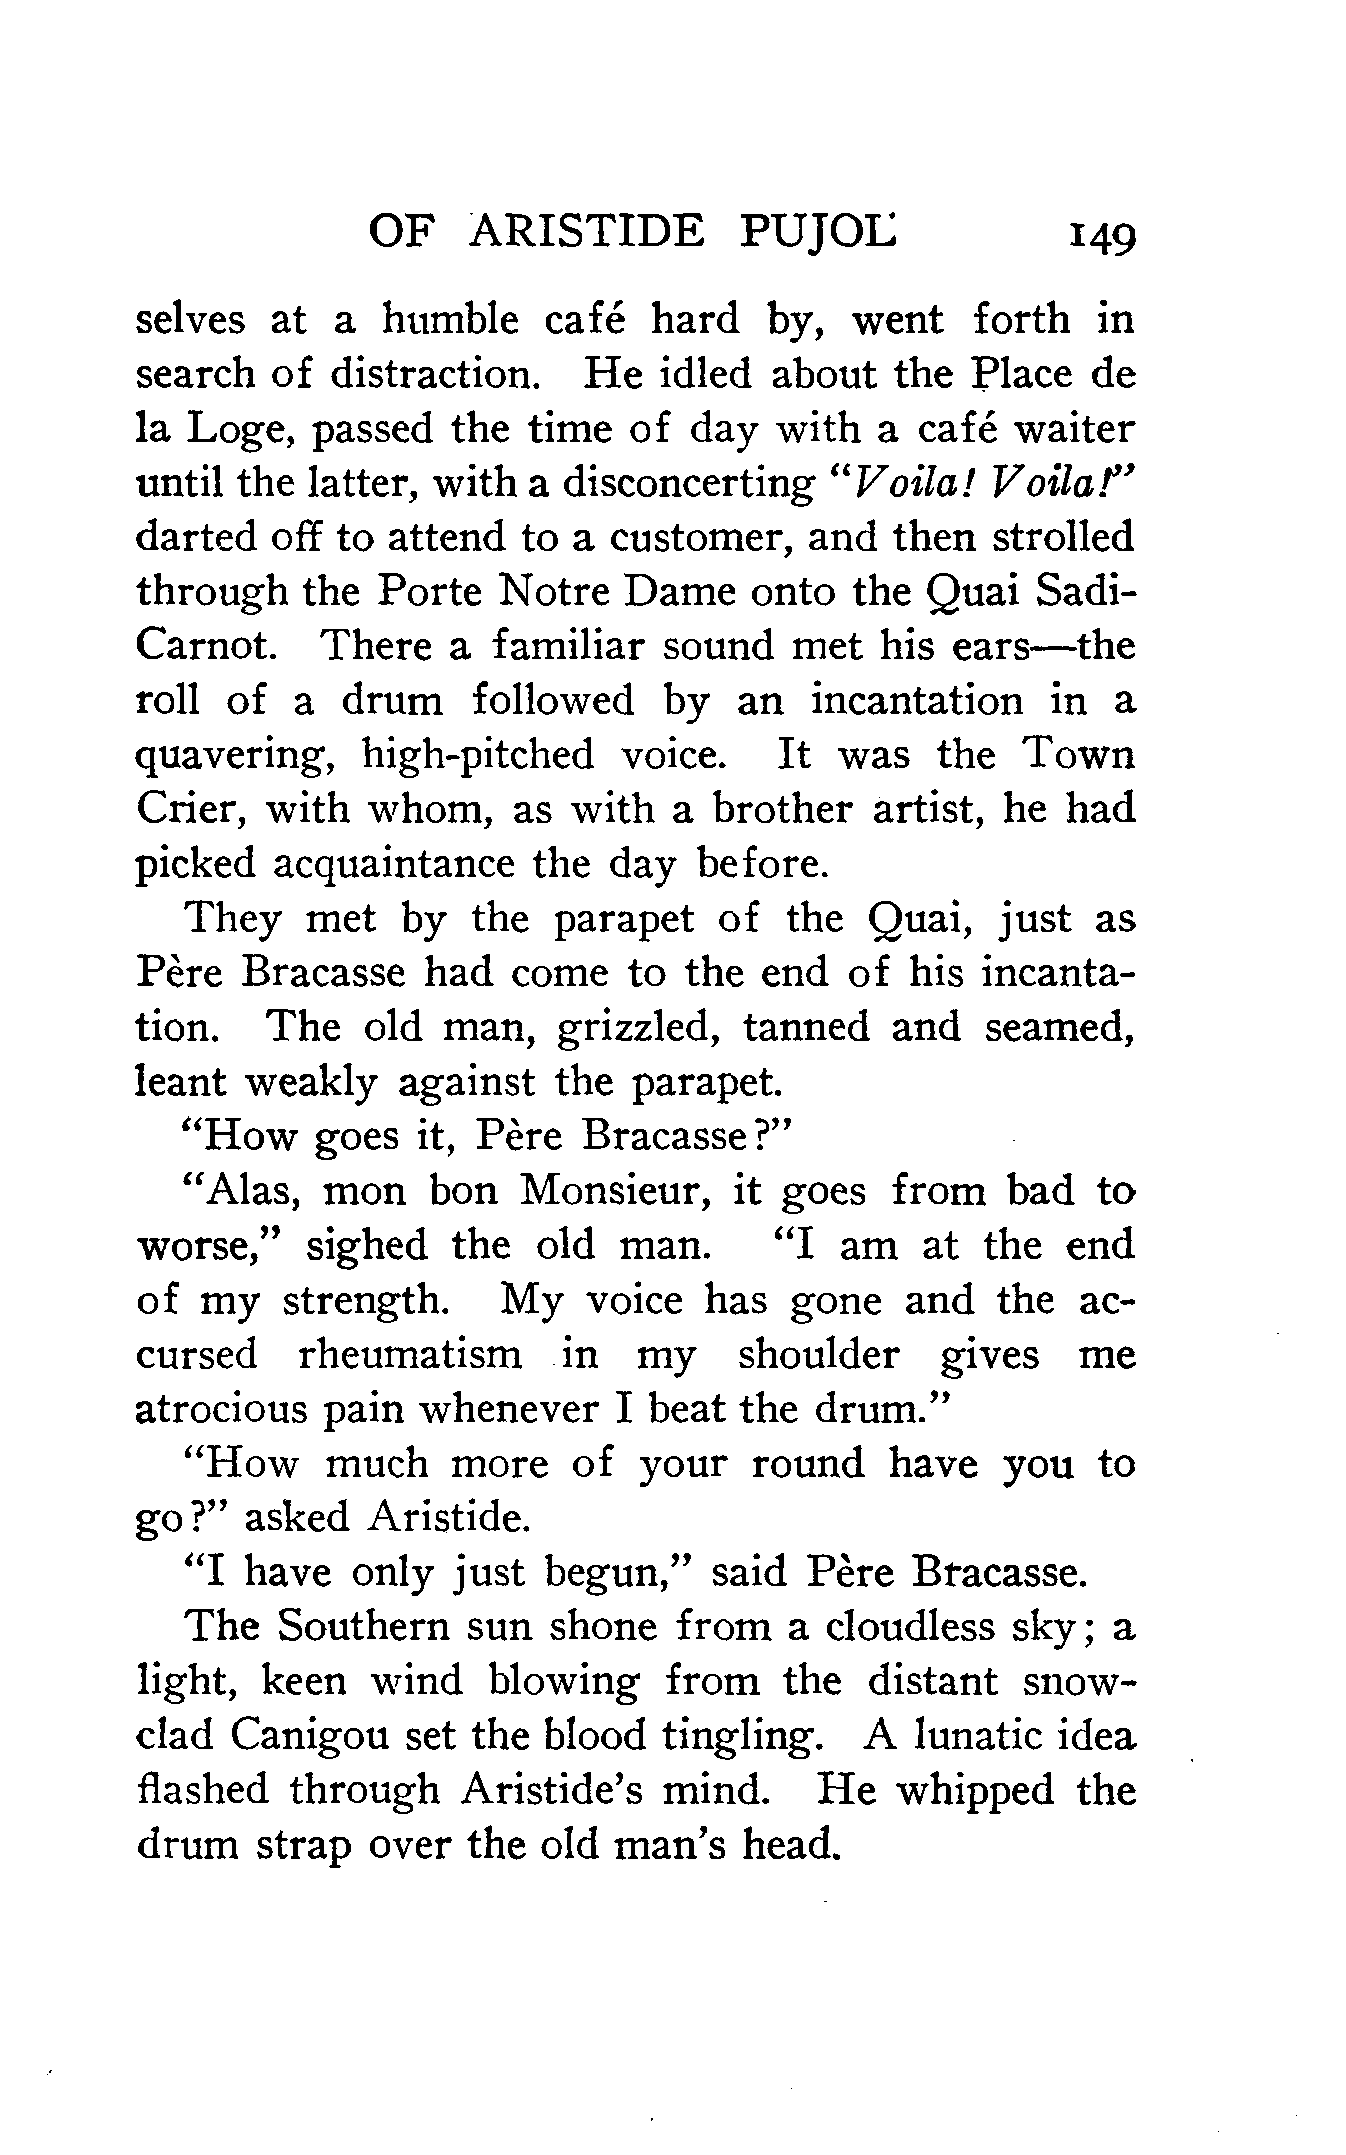 OF ARISTIDE PUJOL 149
selves at a humble café hard by, went forth in
search of distraction. He idled about the Place de
la Loge, passed the time of day with a café waiter
until the latter, with a disconcerting "Voila! Voila!"
darted off to attend to a customer, and then strolled
through the Porte Notre Dame onto the Quai Sadi-
Carnot. There a familiar sound met his ears—the
roll of a drum followed by an incantation in a
quavering, high-pitched voice. It was the Town
Crier, with whom, as with a brother artist, he had
picked acquaintance the day before.
They met by the parapet of the Quai, just as
Père Bracasse had come to the end of his incanta-
tion. The old man, grizzled, tanned and seamed,
leant weakly against the parapet.
"How goes it, Père Bracasse?"
"Alas, mon bon Monsieur, it goes from bad to
worse," sighed the old man. "I am at the end
of my strength. My voice has gone and the ac-
cursed rheumatism in my shoulder gives me
atrocious pain whenever I beat the drum."
"How much more of your round have you to
go?" asked Aristide.
"I have only just begun," said Père Bracasse.
The Southern sun shone from a cloudless sky; a
light, keen wind blowing from the distant snow-
clad Canigou set the blood tingling. A lunatic idea
flashed through Aristide's mind. He whipped the
drum strap over the old man's head.